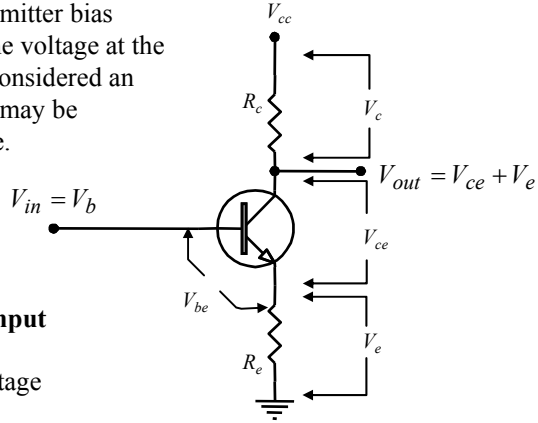 mitter bias
e voltage at the
onsidered an
may be
e.
V_cc
R_c
V_c
V_out = V_ce + V_e
V_in = V_b
V_ce
V_be
nput
V_e
R_e
tage